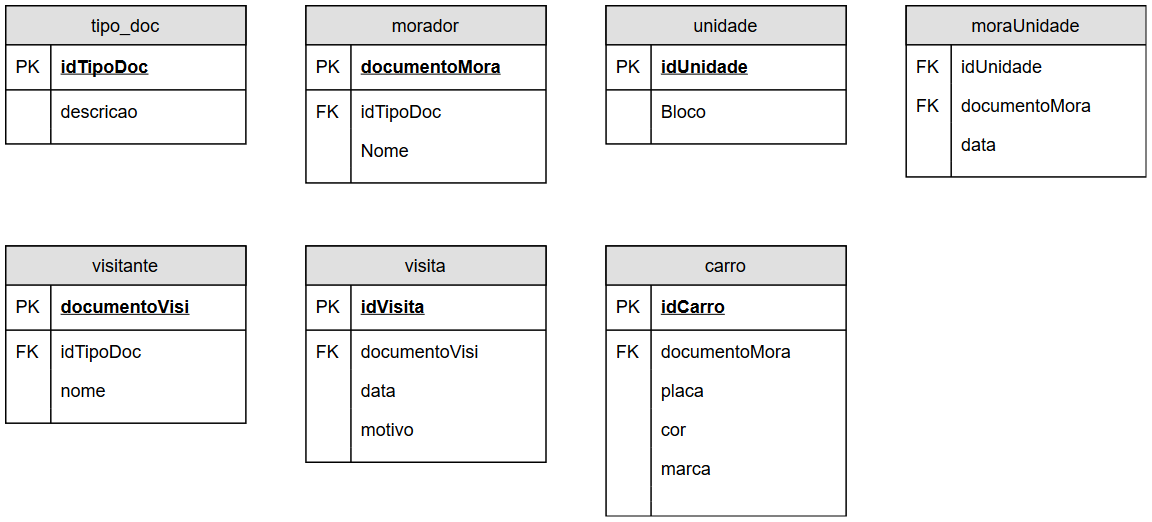 tipo_doc
PK idTipoDoc
descricao
morador
PK documentoMora
FK idTipoDoc
Nome
unidade
PK idUnidade
Bloco
moraUnidade
FK idUnidade
FK documentoMora
data
visitante
PK documentoVisi
FK idTipoDoc
nome
visita
PK idVisita
FK documentoVisi
data
motivo
carro
PK idCarro
FK documentoMora
placa
cor
marca